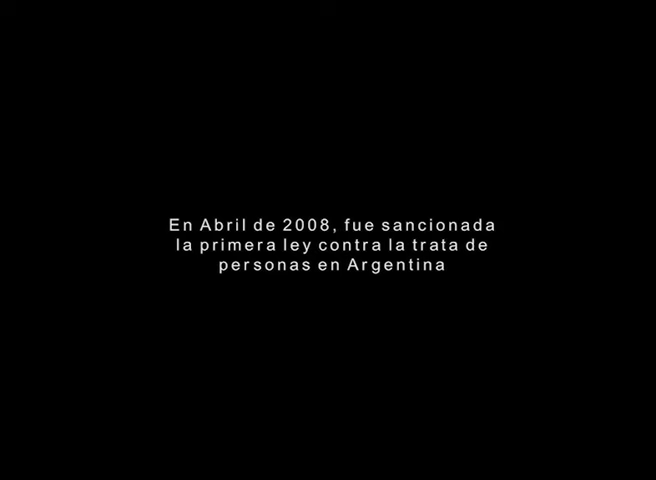 En Abril de 2008, fue sancionada
la primera ley contra la trata de
personas en Argentina